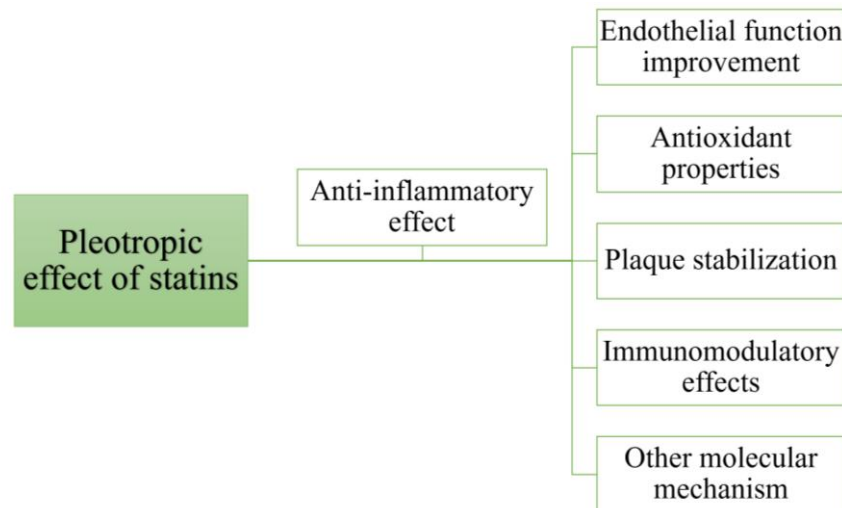 Pleotropic
effect of statins
Anti-inflammatory
effect
Endothelial function
improvement
Antioxidant
properties
Plaque stabilization
Immunomodulatory
effects
Other molecular
mechanism